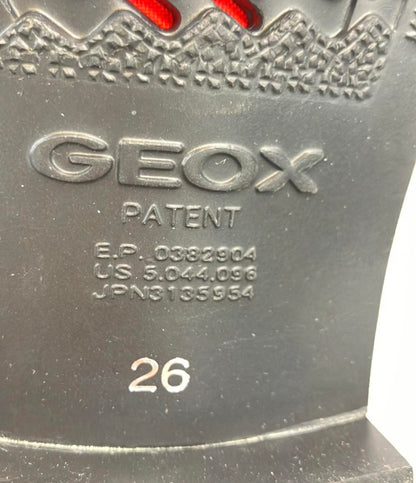 GEOX
PATENT
E.P. 0382904
US 5.044.096
JPN3135954
26